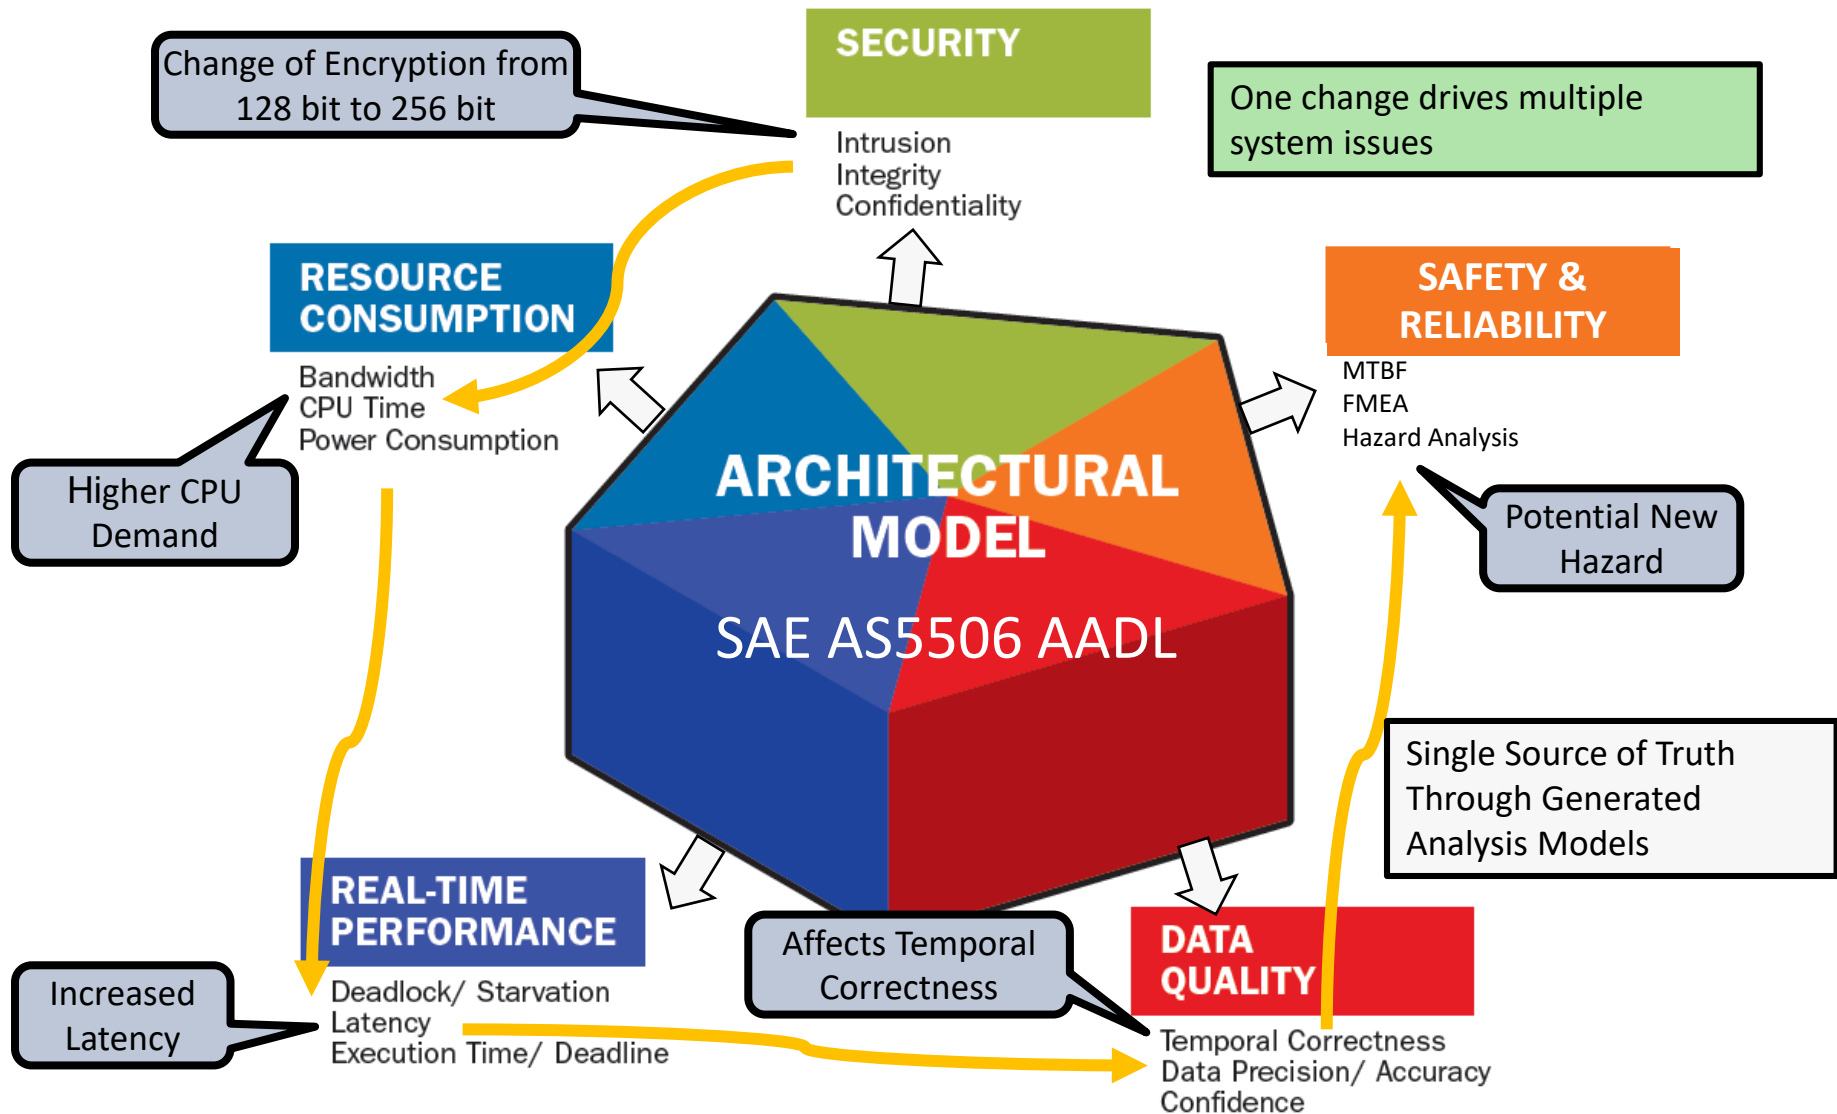 Change of Encryption from
128 bit to 256 bit
SECURITY
Intrusion
Integrity
Confidentiality
One change drives multiple
system issues
RESOURCE
CONSUMPTION
Bandwidth
CPU Time
Power Consumption
Higher CPU
Demand
SAFETY &
RELIABILITY
MTBF
FMEA
Hazard Analysis
Potential New
Hazard
ARCHITECTURAL
MODEL
SAE AS5506 AADL
Single Source of Truth
Through Generated
Analysis Models
REAL-TIME
PERFORMANCE
Deadlock/ Starvation
Latency
Execution Time/ Deadline
Increased
Latency
Affects Temporal
Correctness
DATA
QUALITY
Temporal Correctness
Data Precision/ Accuracy
Confidence